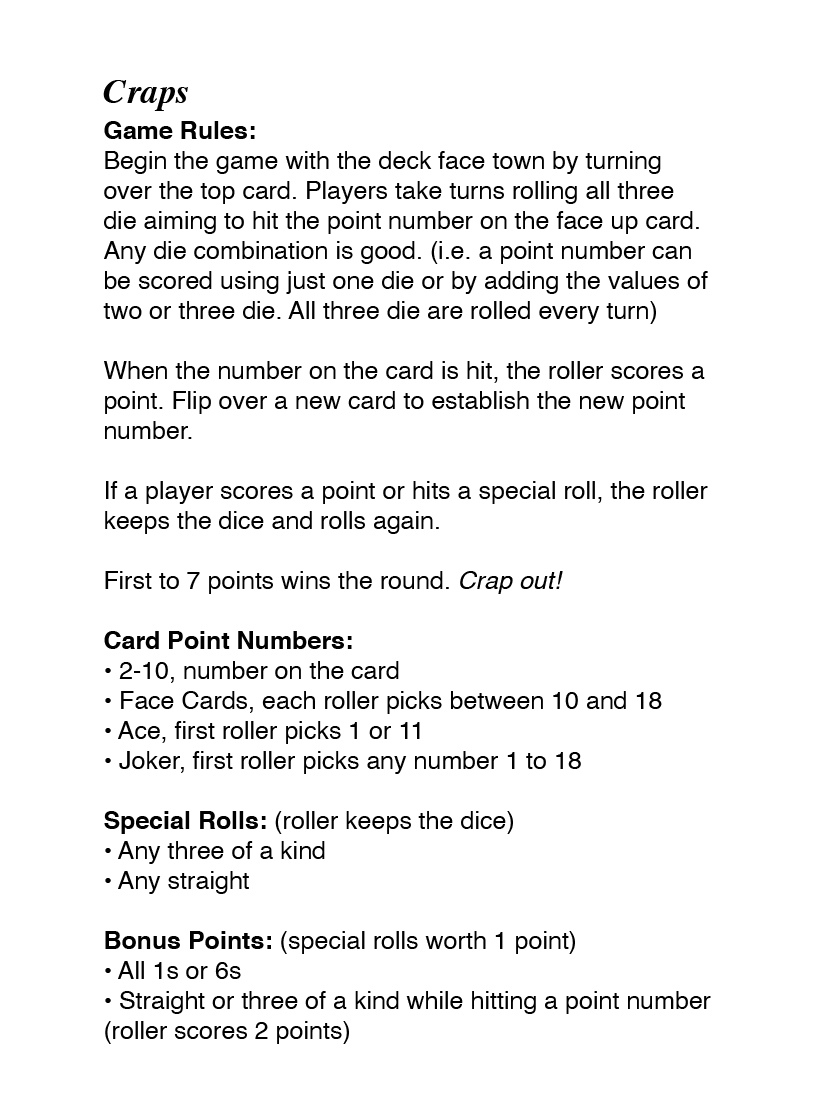 Craps
Game Rules:
Begin the game with the deck face town by turning
over the top card. Players take turns rolling all three
die aiming to hit the point number on the face up card.
Any die combination is good. (i.e. a point number can
be scored using just one die or by adding the values of
two or three die. All three die are rolled every turn)
When the number on the card is hit, the roller scores a
point. Flip over a new card to establish the new point
number.
If a player scores a point or hits a special roll, the roller
keeps the dice and rolls again.
First to 7 points wins the round. Crap out!
Card Point Numbers:
• 2-10, number on the card
• Face Cards, each roller picks between 10 and 18
• Ace, first roller picks 1 or 11
• Joker, first roller picks any number 1 to 18
Special Rolls: (roller keeps the dice)
• Any three of a kind
• Any straight
Bonus Points: (special rolls worth 1 point)
• All 1s or 6s
• Straight or three of a kind while hitting a point number
(roller scores 2 points)